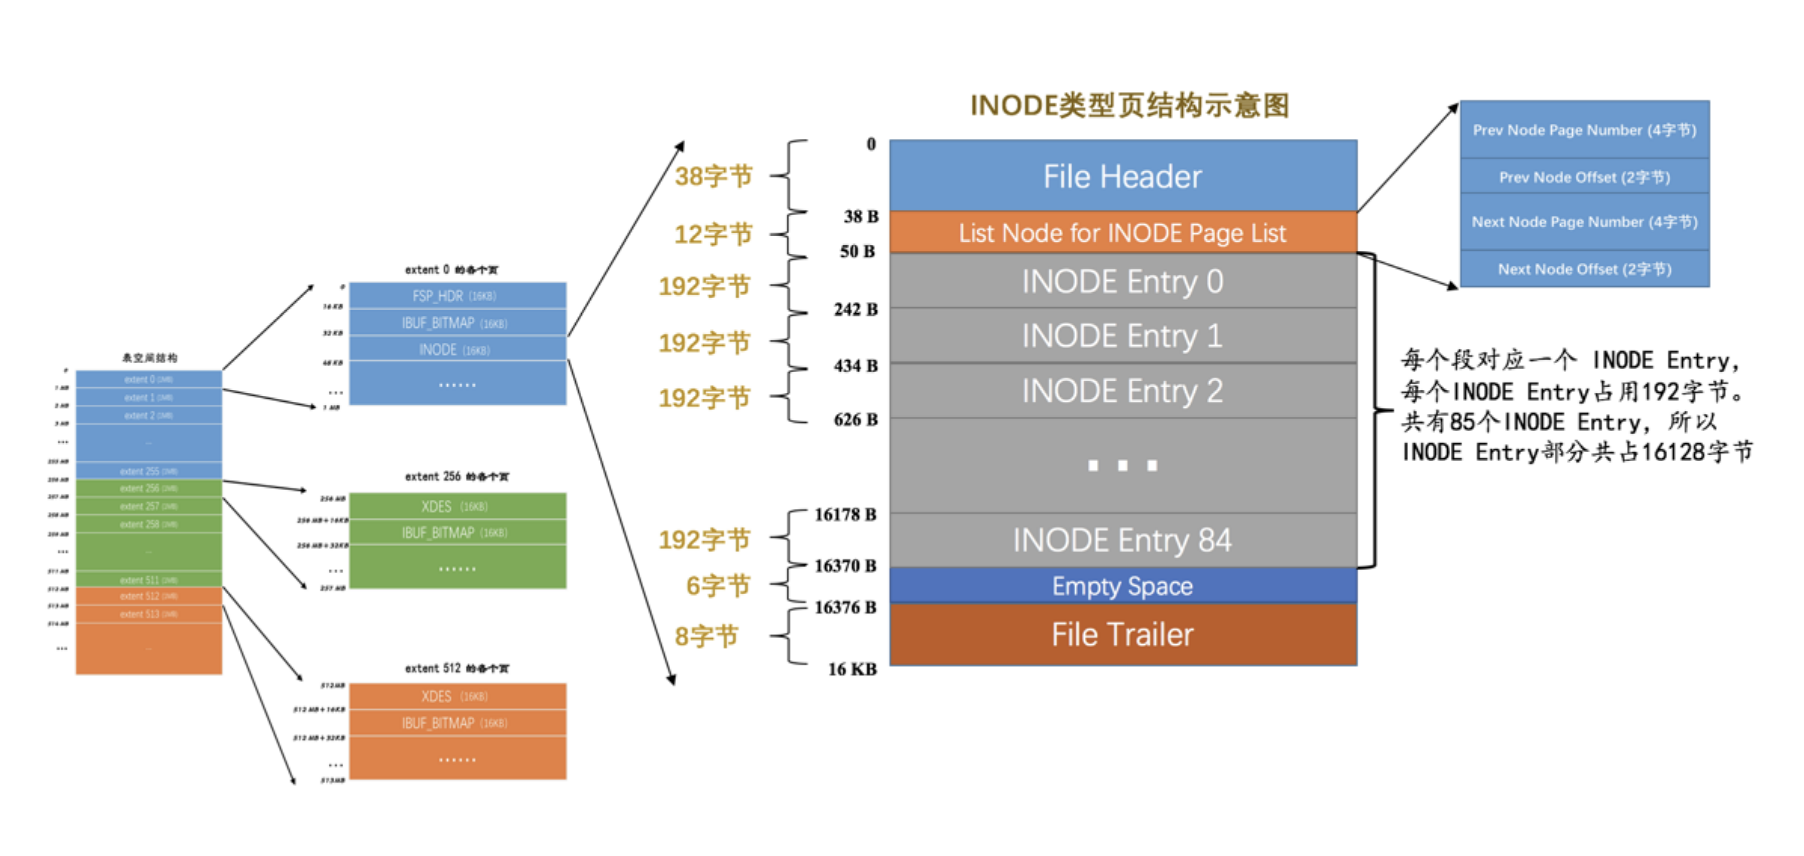 INODE类型页结构示意图
表空间结构
0
extent 0 (1MB)
1 MB
extent 1 (1MB)
2 MB
extent 2 (1MB)
3 MB
...
...
255 MB
extent 255 (1MB)
256 MB
extent 256 (1MB)
257 MB
extent 257 (1MB)
258 MB
extent 258 (1MB)
259 MB
...
...
511 MB
extent 511 (1MB)
512 MB
extent 512 (1MB)
513 MB
extent 513 (1MB)
514 MB
...
...
extent 0 的各个页
0
FSP_HDR (16KB)
16 KB
IBUF_BITMAP (16KB)
32 KB
INODE (16KB)
48 KB
...
······
1 MB
extent 256 的各个页
256 MB
XDES (16KB)
256 MB+16KB
IBUF_BITMAP (16KB)
256 MB+32KB
...
······
257 MB
extent 512 的各个页
512MB
XDES (16KB)
512 MB+16KB
IBUF_BITMAP (16KB)
512 MB+32KB
...
······
513MB
0
38字节
File Header
38 B
12字节
List Node for INODE Page List
50 B
192字节
INODE Entry 0
242 B
192字节
INODE Entry 1
434 B
192字节
INODE Entry 2
626 B
...
16178 B
192字节
INODE Entry 84
16370 B
6字节
Empty Space
16376 B
8字节
File Trailer
16 KB
Prev Node Page Number (4字节)
Prev Node Offset (2字节)
Next Node Page Number (4字节)
Next Node Offset (2字节)
每个段对应一个 INODE Entry,
每个INODE Entry占用192字节。
共有85个INODE Entry, 所以
INODE Entry部分共占16128字节